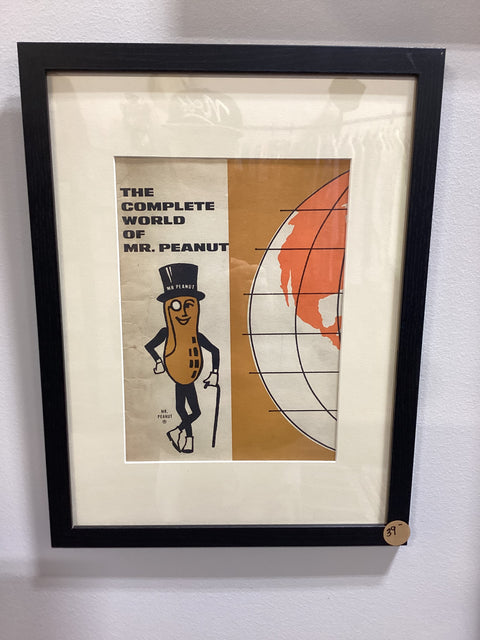 THE
COMPLETE
WORLD
OF
MR. PEANUT
MR PEANUT
MR.
PEANUT
®
39-